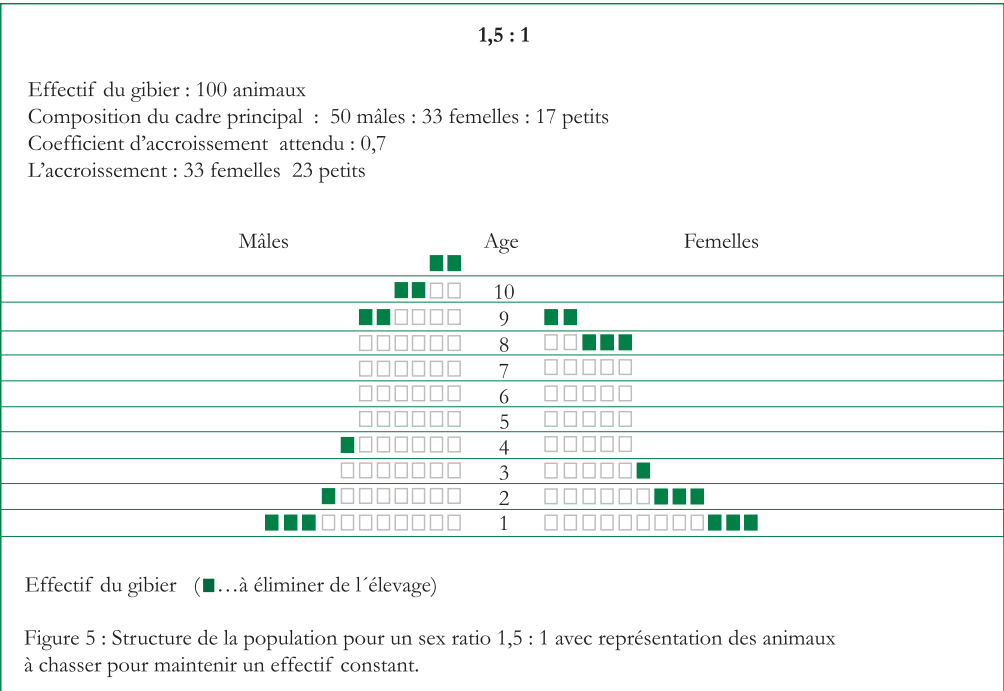 1,5 : 1
Effectif du gibier : 100 animaux
Composition du cadre principal : 50 mâles : 33 femelles : 17 petits
Coefficient d'accroissement attendu : 0,7
L'accroissement : 33 femelles 23 petits
Mâles Age Femelles
10
9
8
7
6
5
4
3
2
1
Effectif du gibier (■…à éliminer de l´élevage)
Figure 5 : Structure de la population pour un sex ratio 1,5 : 1 avec représentation des animaux
à chasser pour maintenir un effectif constant.